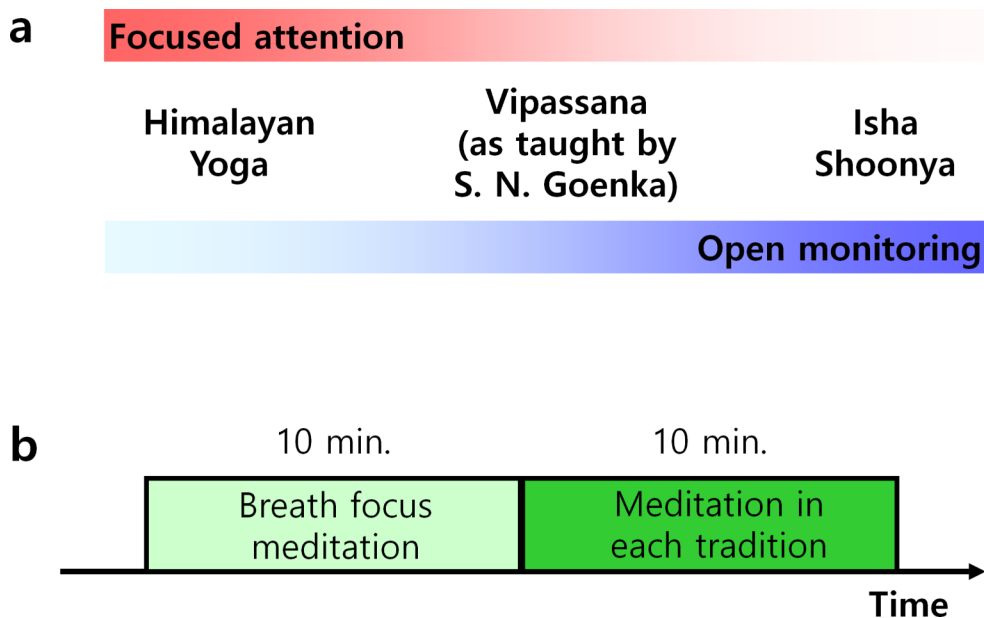 a
Focused attention
Himalayan
Yoga
Vipassana
(as taught by
S. N. Goenka)
Isha
Shoonya
Open monitoring
b
10 min.
10 min.
Breath focus
meditation
Meditation in
each tradition
Time